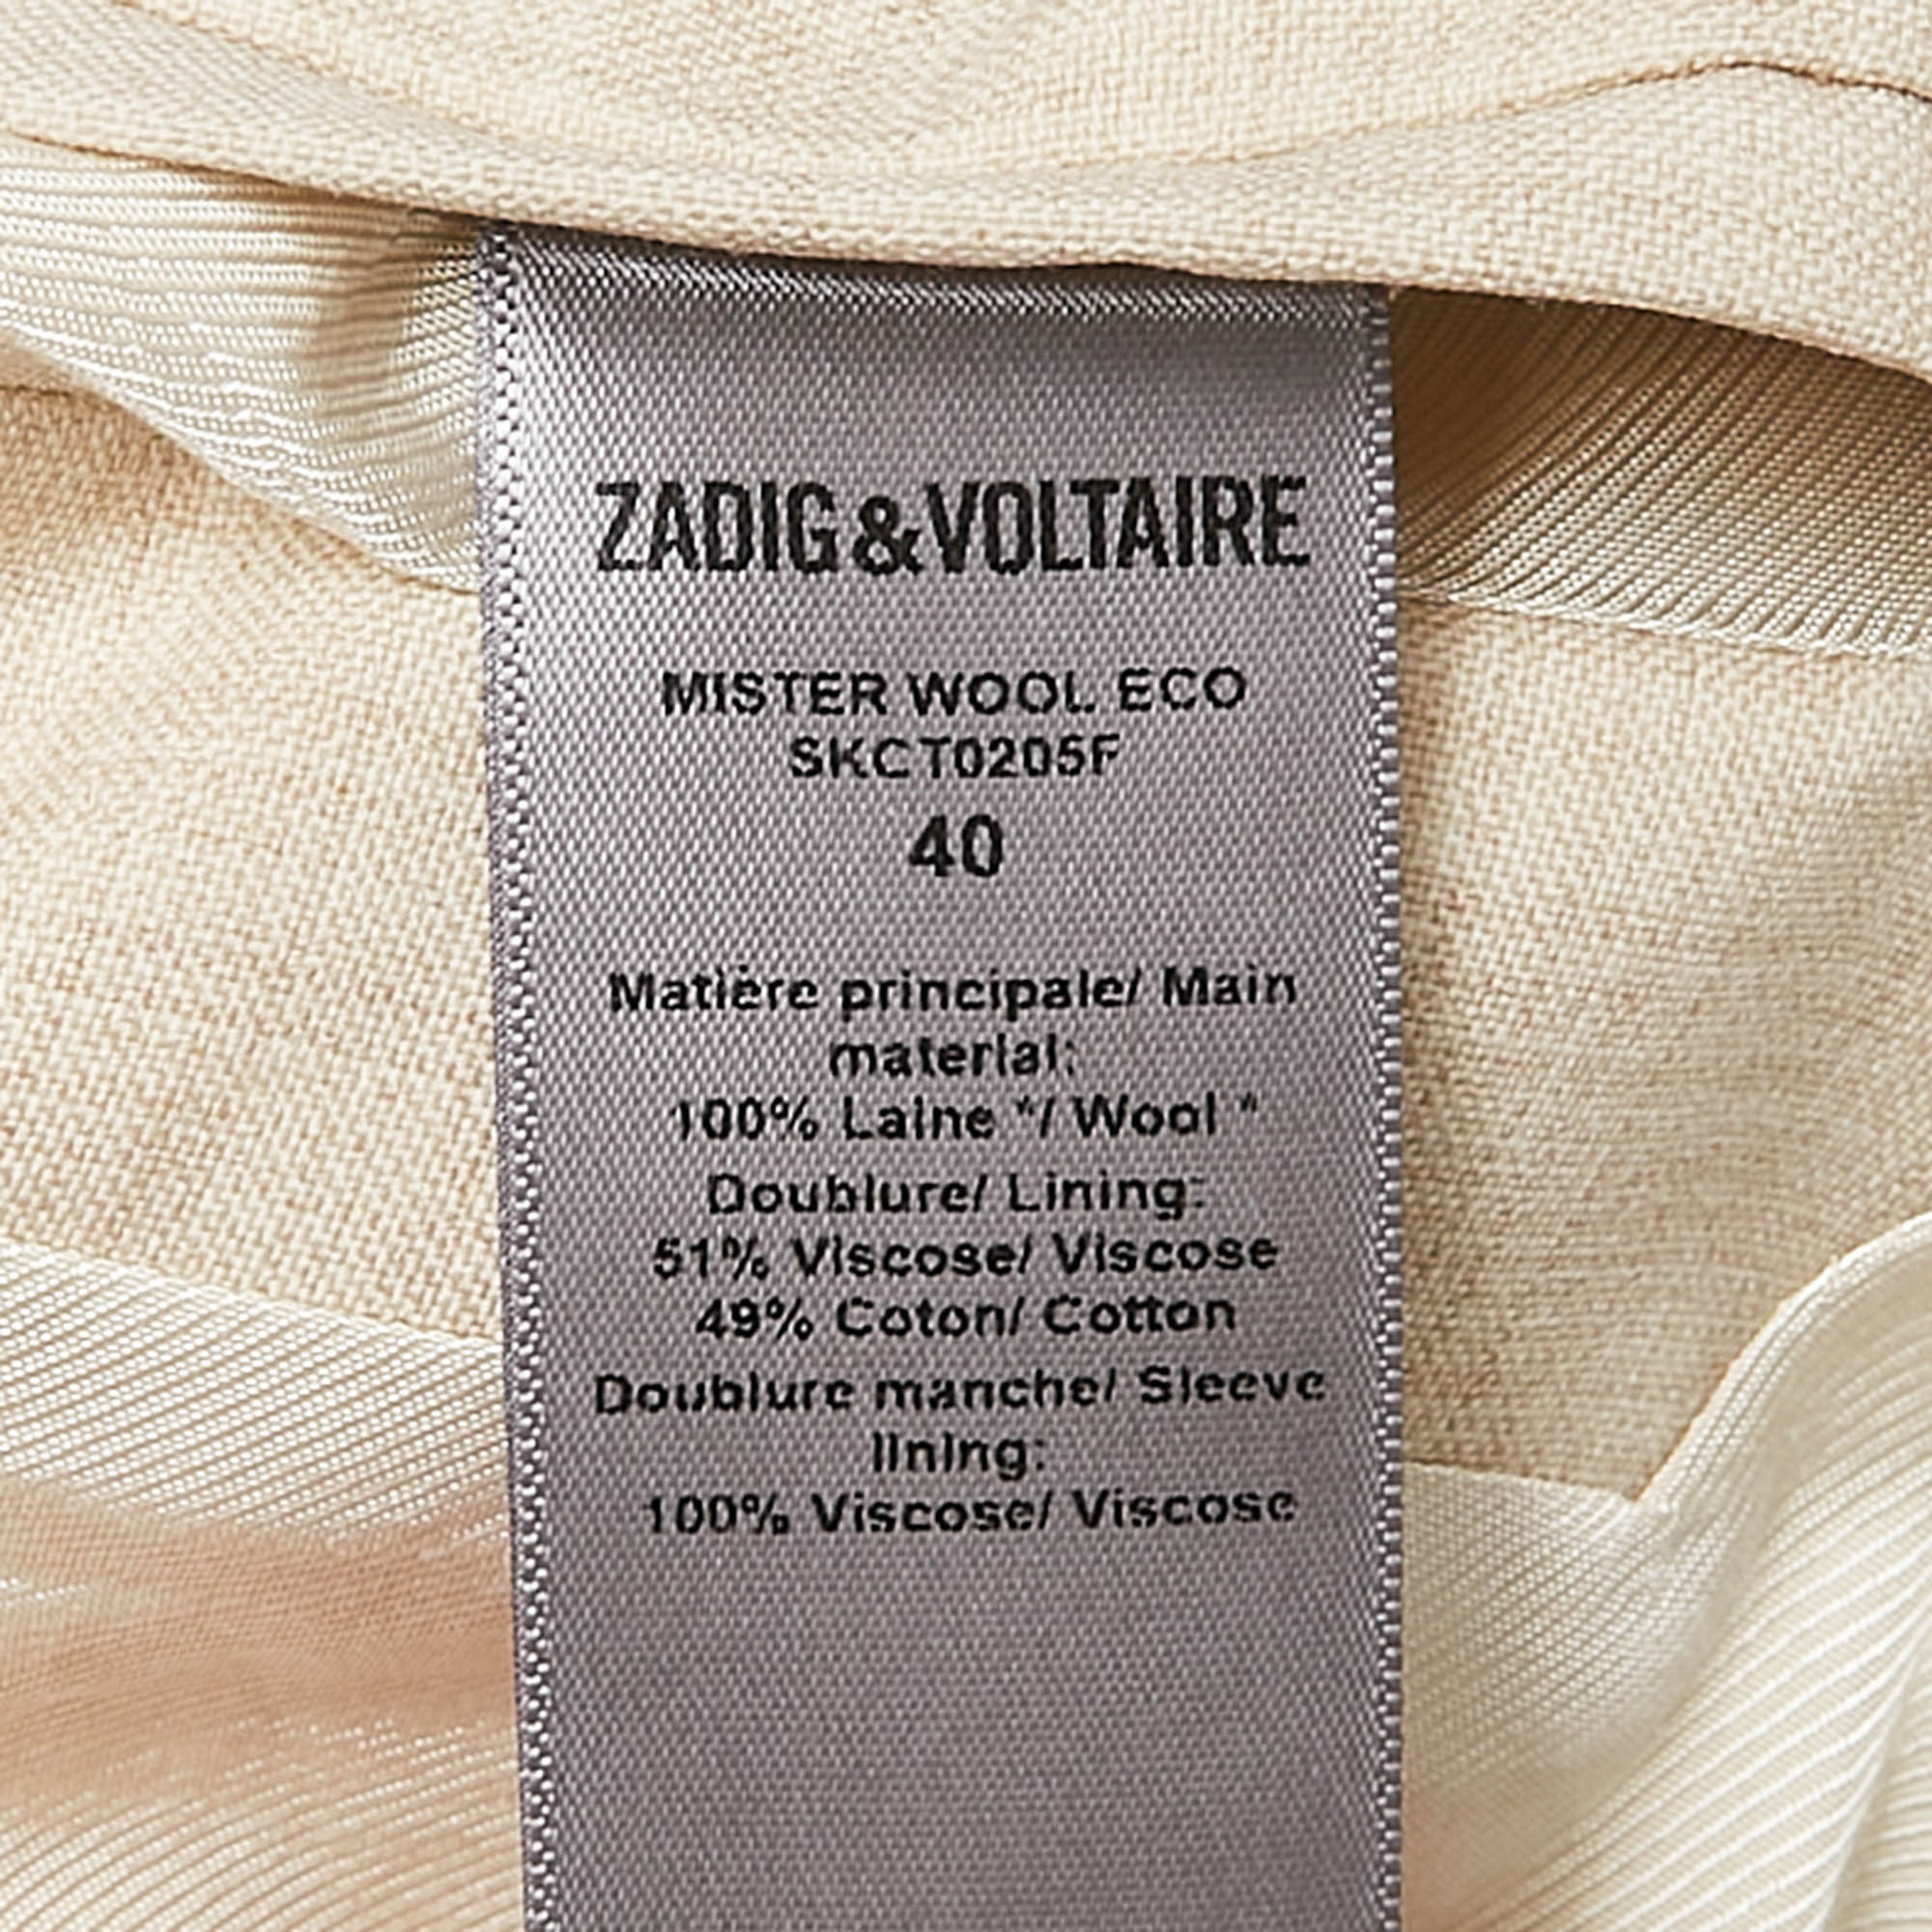 ZADIG&VOLTAIRE
MISTER WOOL ECO
SKCT0205F
40
Matière principale/ Main
material:
100% Laine */ Wool *
Doublure/ Lining:
51% Viscose/ Viscose
49% Coton/ Cotton
Doublure manche/ Sleeve
lining:
100% Viscose/ Viscose